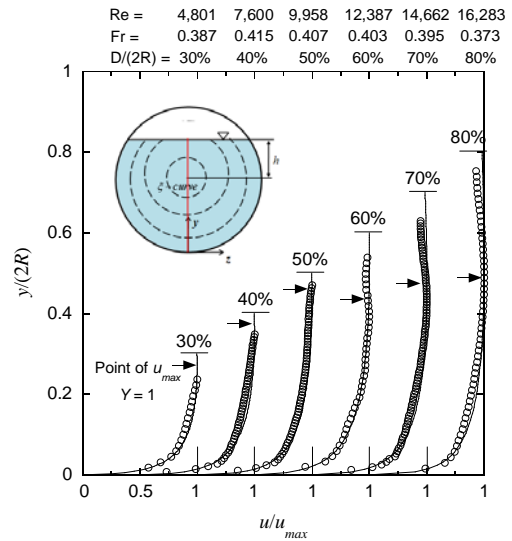 Re = 4,801 7,600 9,958 12,387 14,662 16,283
Fr = 0.387 0.415 0.407 0.403 0.395 0.373
D/(2R) = 30% 40% 50% 60% 70% 80%
1
0.8
0.6
0.4
0.2
0
y/(2R)
80%
70%
60%
50%
40%
30%
h
ξ - curve
y
z
Point of u_max
Y = 1
0 0.5 1 1 1 1 1 1
u/u_max